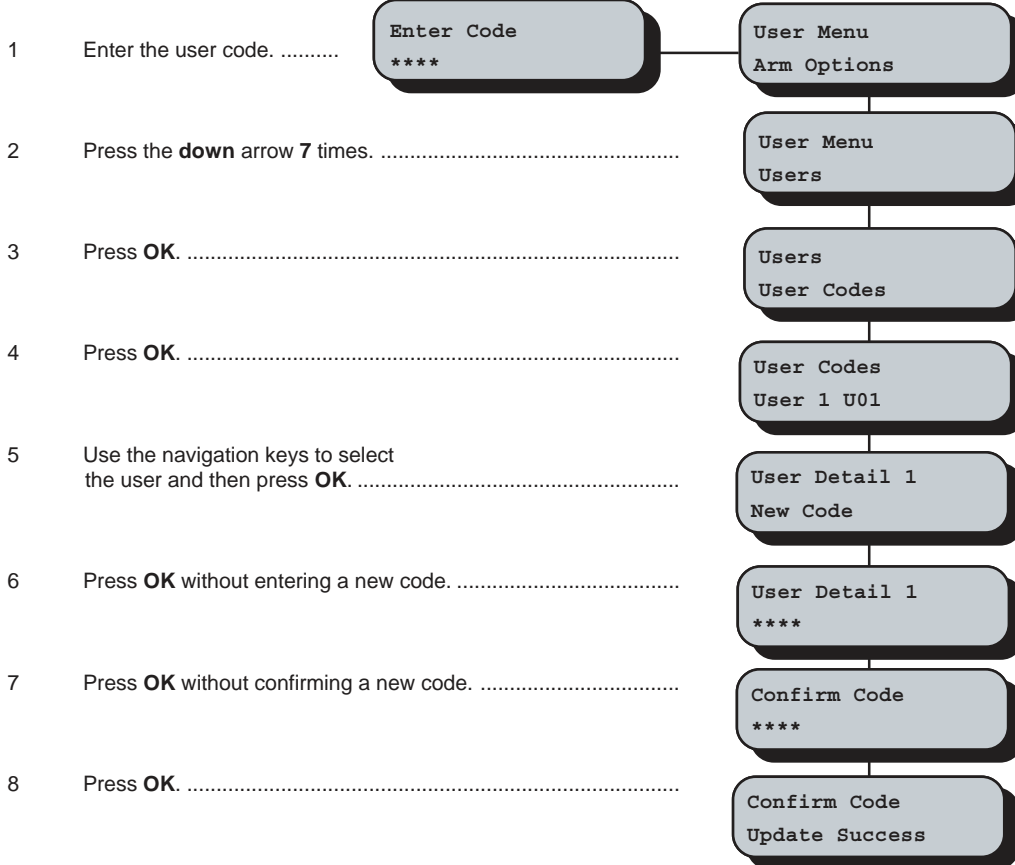 Enter Code
****
User Menu
Arm Options
1 Enter the user code. ..........
2 Press the down arrow 7 times. ....................................................
User Menu
Users
3 Press OK. .....................................................................................
Users
User Codes
4 Press OK. .....................................................................................
User Codes
User 1 U01
5 Use the navigation keys to select
the user and then press OK. ........................................................
User Detail 1
New Code
6 Press OK without entering a new code. .......................................
User Detail 1
****
7 Press OK without confirming a new code. ..................................
Confirm Code
****
8 Press OK. .....................................................................................
Confirm Code
Update Success